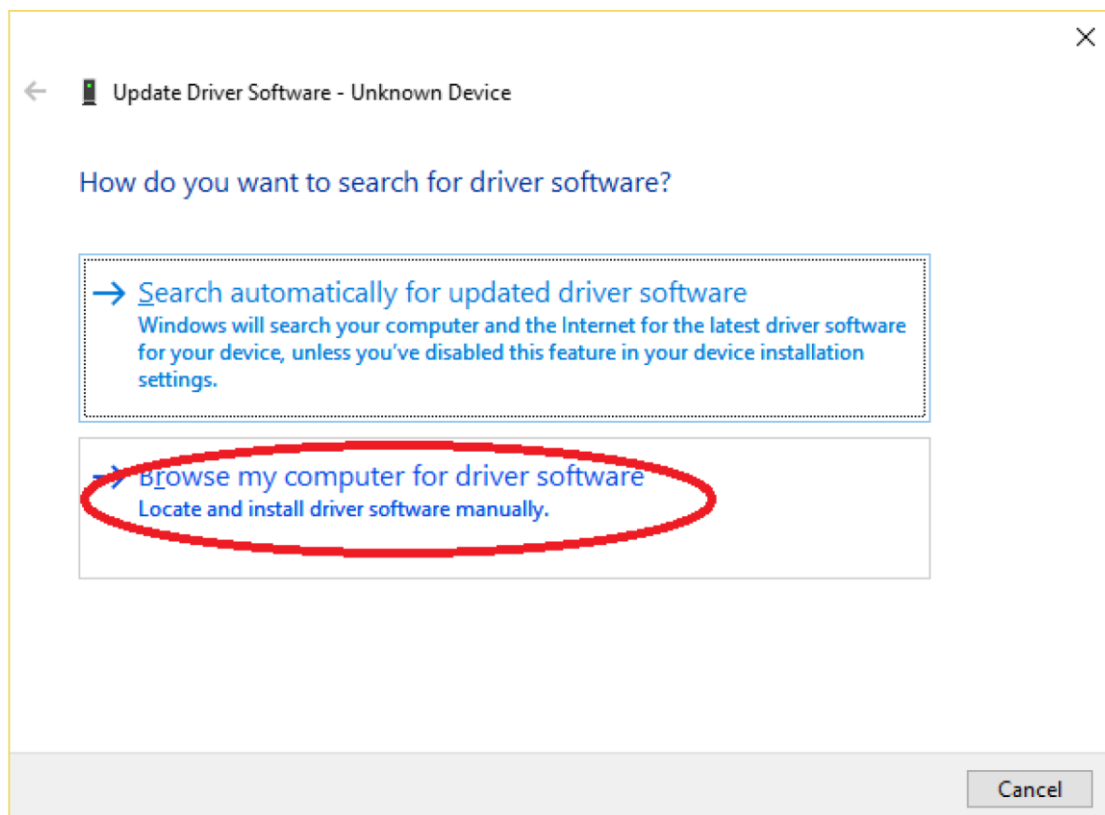 Update Driver Software - Unknown Device
How do you want to search for driver software?
Search automatically for updated driver software
Windows will search your computer and the Internet for the latest driver software
for your device, unless you've disabled this feature in your device installation
settings.
Browse my computer for driver software
Locate and install driver software manually.
Cancel